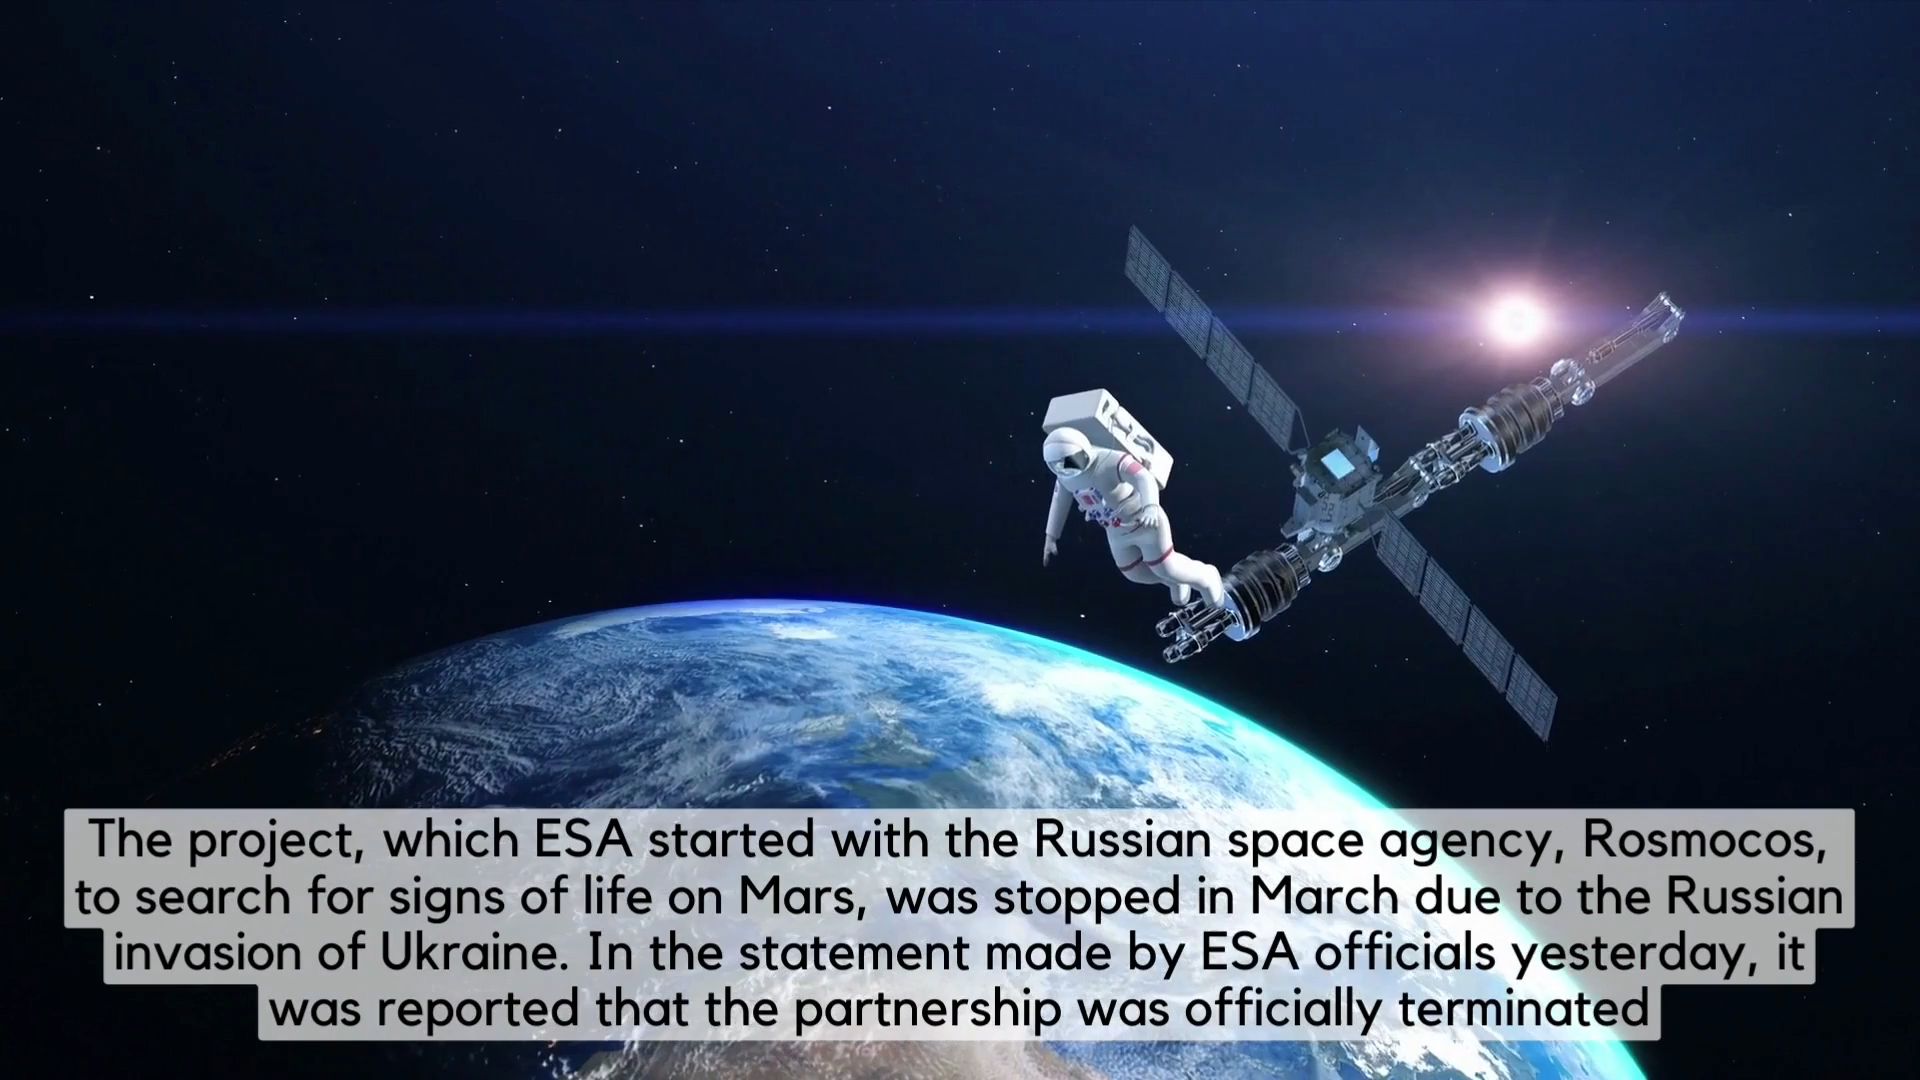 The project, which ESA started with the Russian space agency, Rosmocos,
to search for signs of life on Mars, was stopped in March due to the Russian
invasion of Ukraine. In the statement made by ESA officials yesterday, it
was reported that the partnership was officially terminated